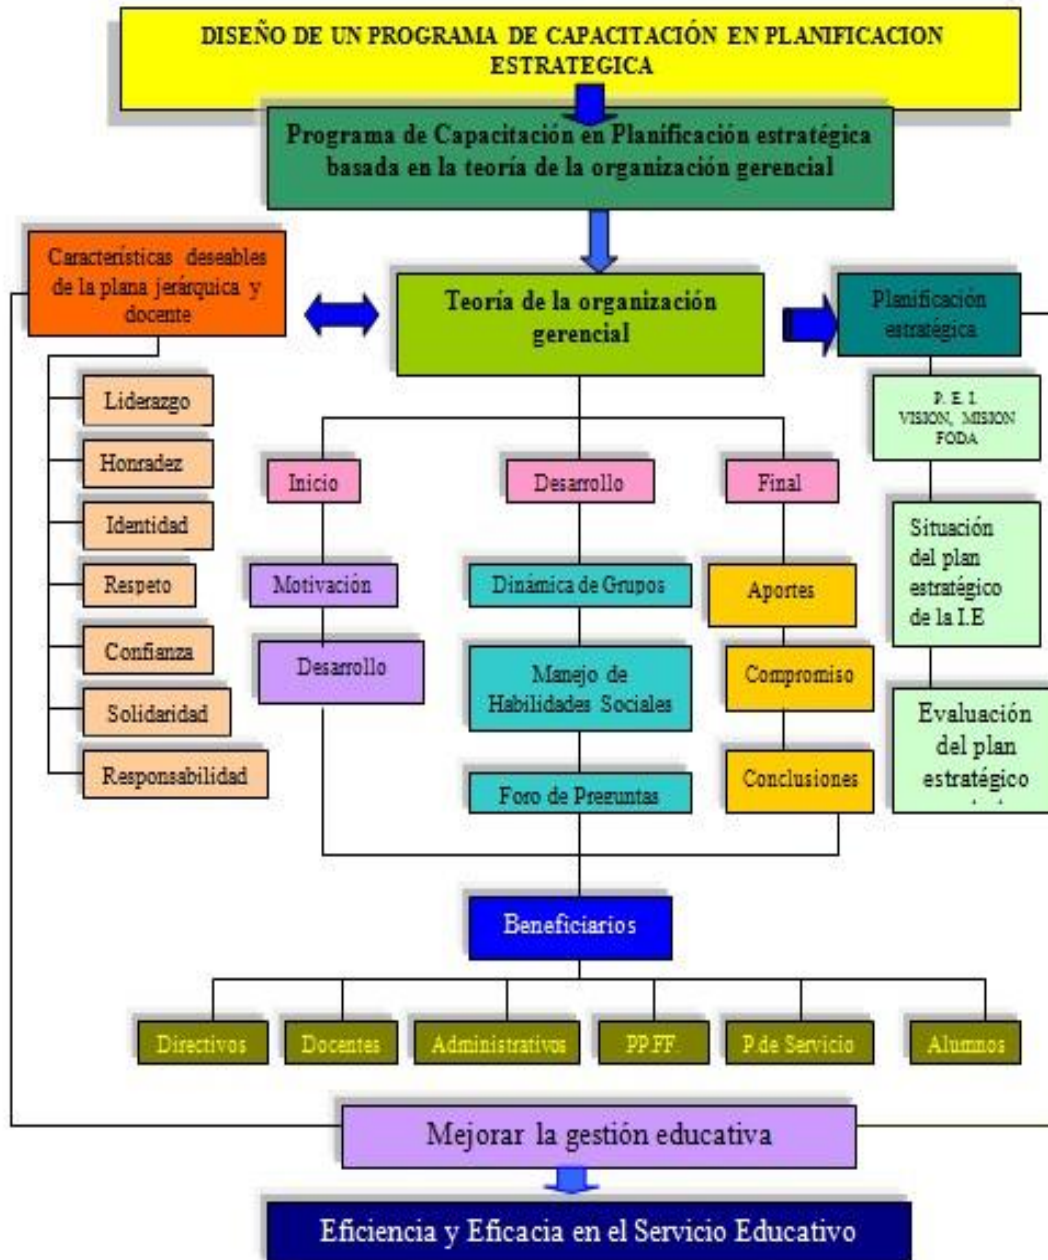 DISEÑO DE UN PROGRAMA DE CAPACITACIÓN EN PLANIFICACION
ESTRATEGICA
Programa de Capacitación en Planificación estratégica
basada en la teoría de la organización gerencial
Características deseables
de la plana jerárquica y
docente
Teoría de la organización
gerencial
Planificación
estratégica
Liderazgo
Honradez
Identidad
Respeto
Confianza
Solidaridad
Responsabilidad
Inicio
Motivación
Desarrollo
Desarrollo
Dinámica de Grupos
Manejo de
Habilidades Sociales
Foro de Preguntas
Final
Aportes
Compromiso
Conclusiones
P. E. I.
VISION, MISION
FODA
Situación
del plan
estratégico
de la I.E
Evaluación
del plan
estratégico
Beneficiarios
Directivos
Docentes
Administrativos
PP.FF
P.de Servicio
Alumnos
Mejorar la gestión educativa
Eficiencia y Eficacia en el Servicio Educativo